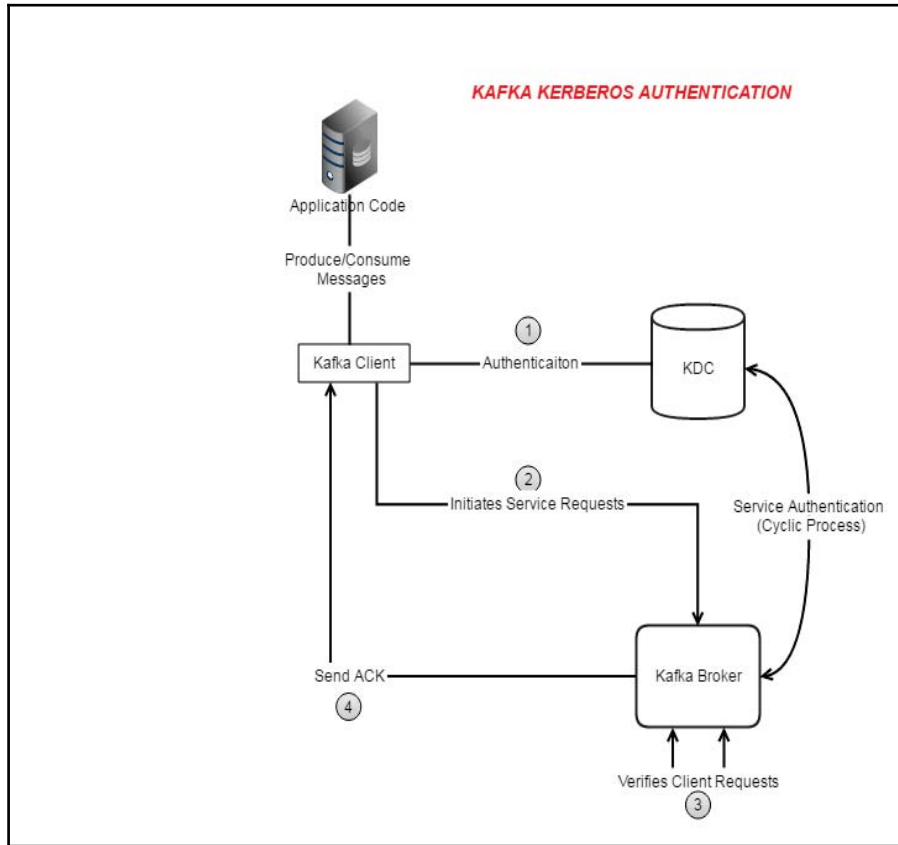 KAFKA KERBEROS AUTHENTICATION
Application Code
Produce/Consume
Messages
1
Kafka Client
Authenticaiton
KDC
2
Initiates Service Requests
Service Authentication
(Cyclic Process)
Send ACK
4
Kafka Broker
Verifies Client Requests
3